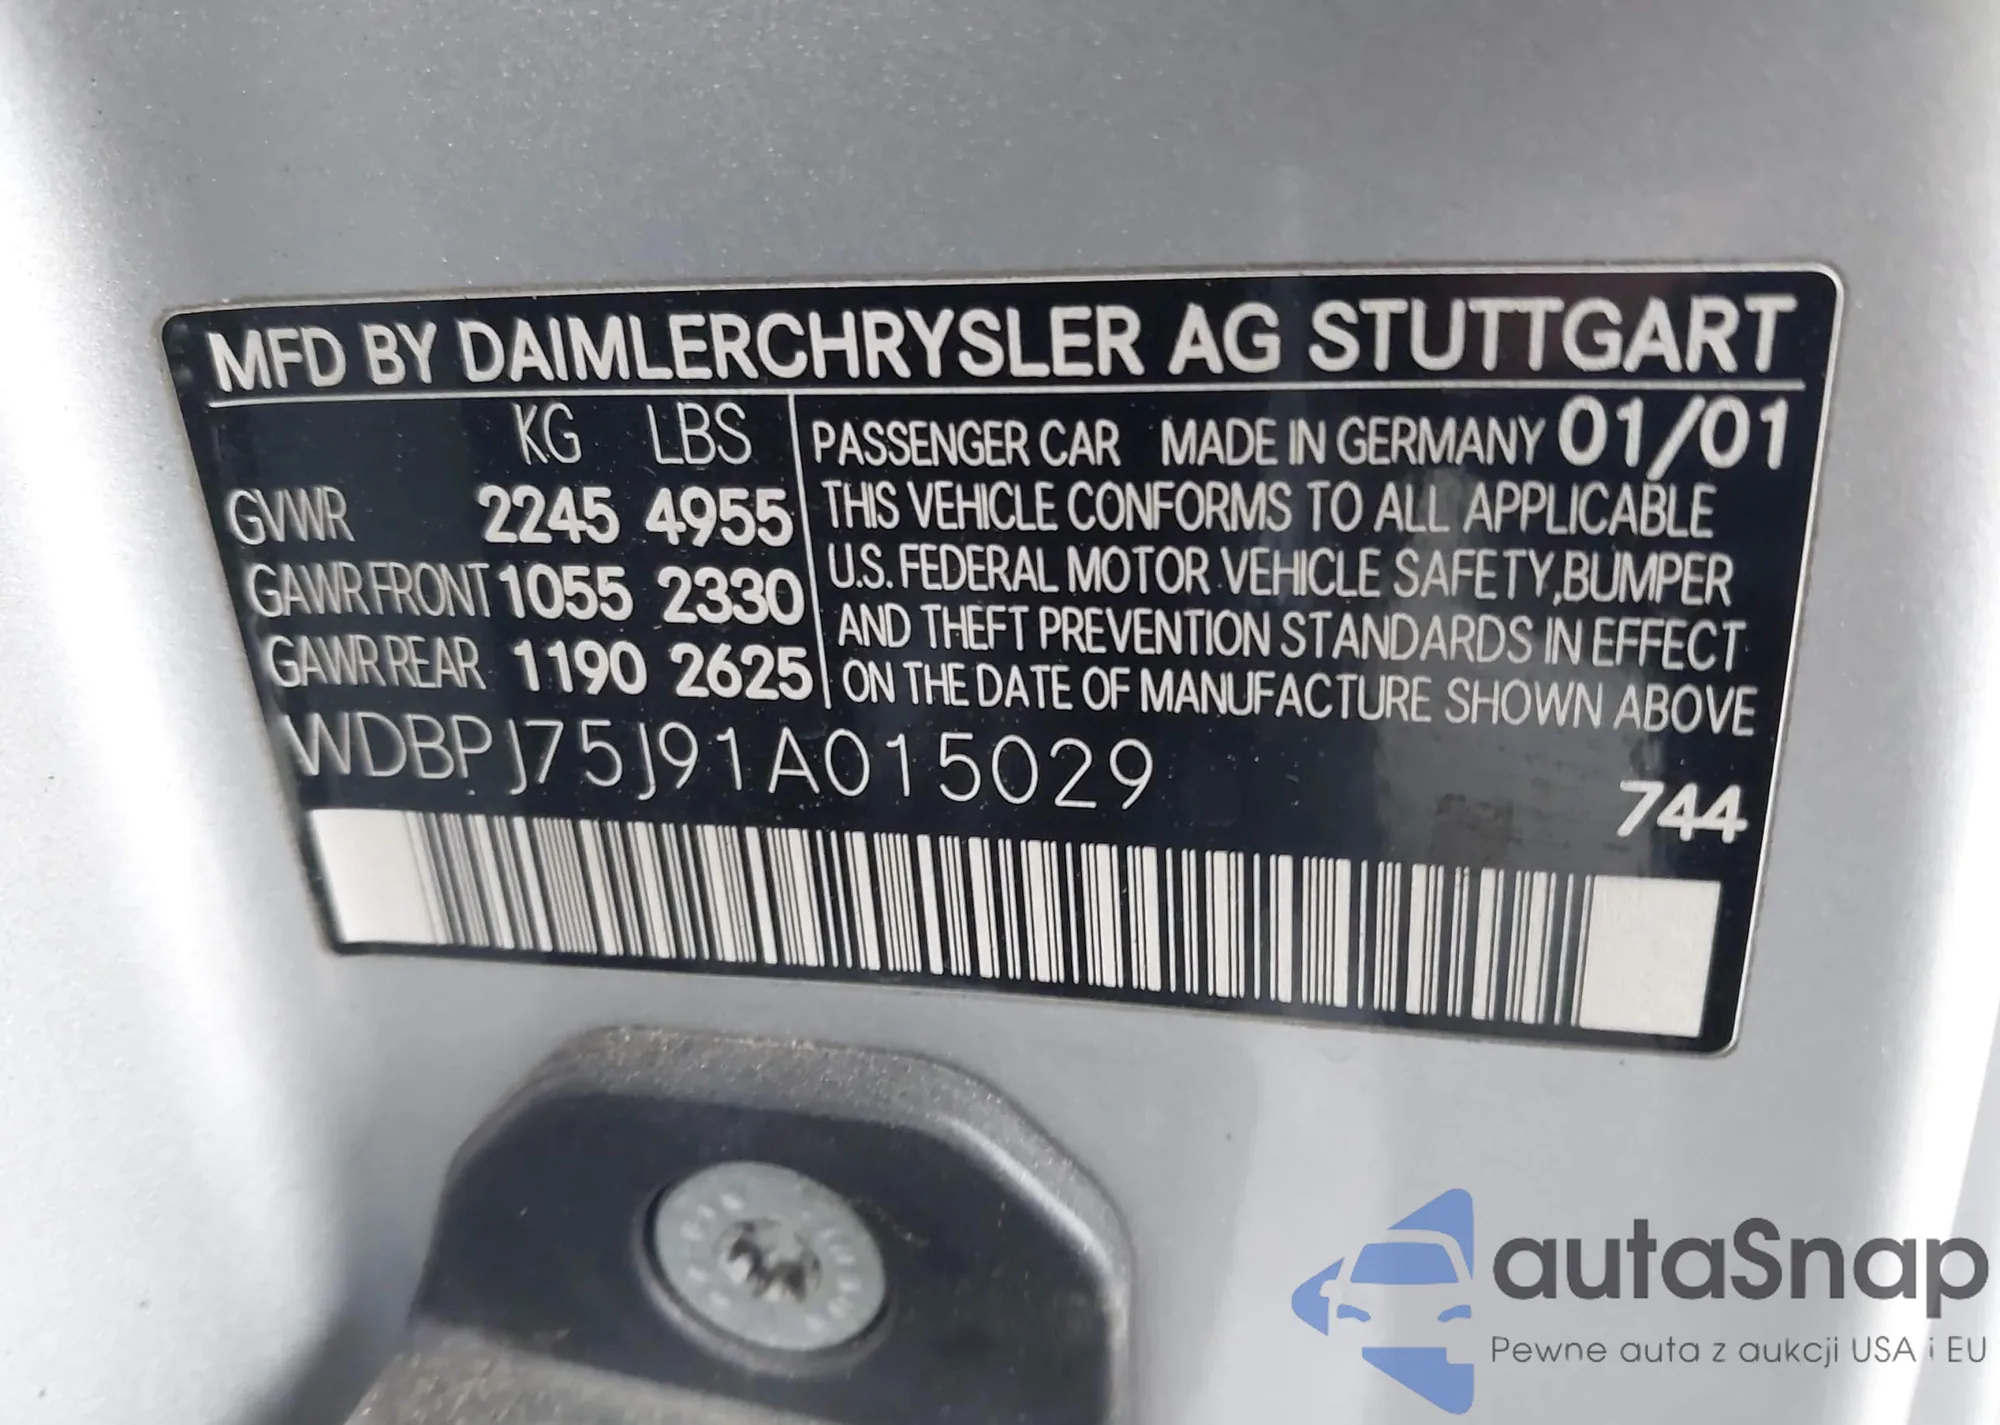 MFD BY DAIMLERCHRYSLER AG STUTTGART
KG LBS
GVWR 2245 4955
GAWR FRONT 1055 2330
GAWR REAR 1190 2625
PASSENGER CAR MADE IN GERMANY 01/01
THIS VEHICLE CONFORMS TO ALL APPLICABLE
U.S. FEDERAL MOTOR VEHICLE SAFETY, BUMPER
AND THEFT PREVENTION STANDARDS IN EFFECT
ON THE DATE OF MANUFACTURE SHOWN ABOVE
WDBPJ75J91A015029
744
autaSnap
Pewne auta z aukcji USA i EU